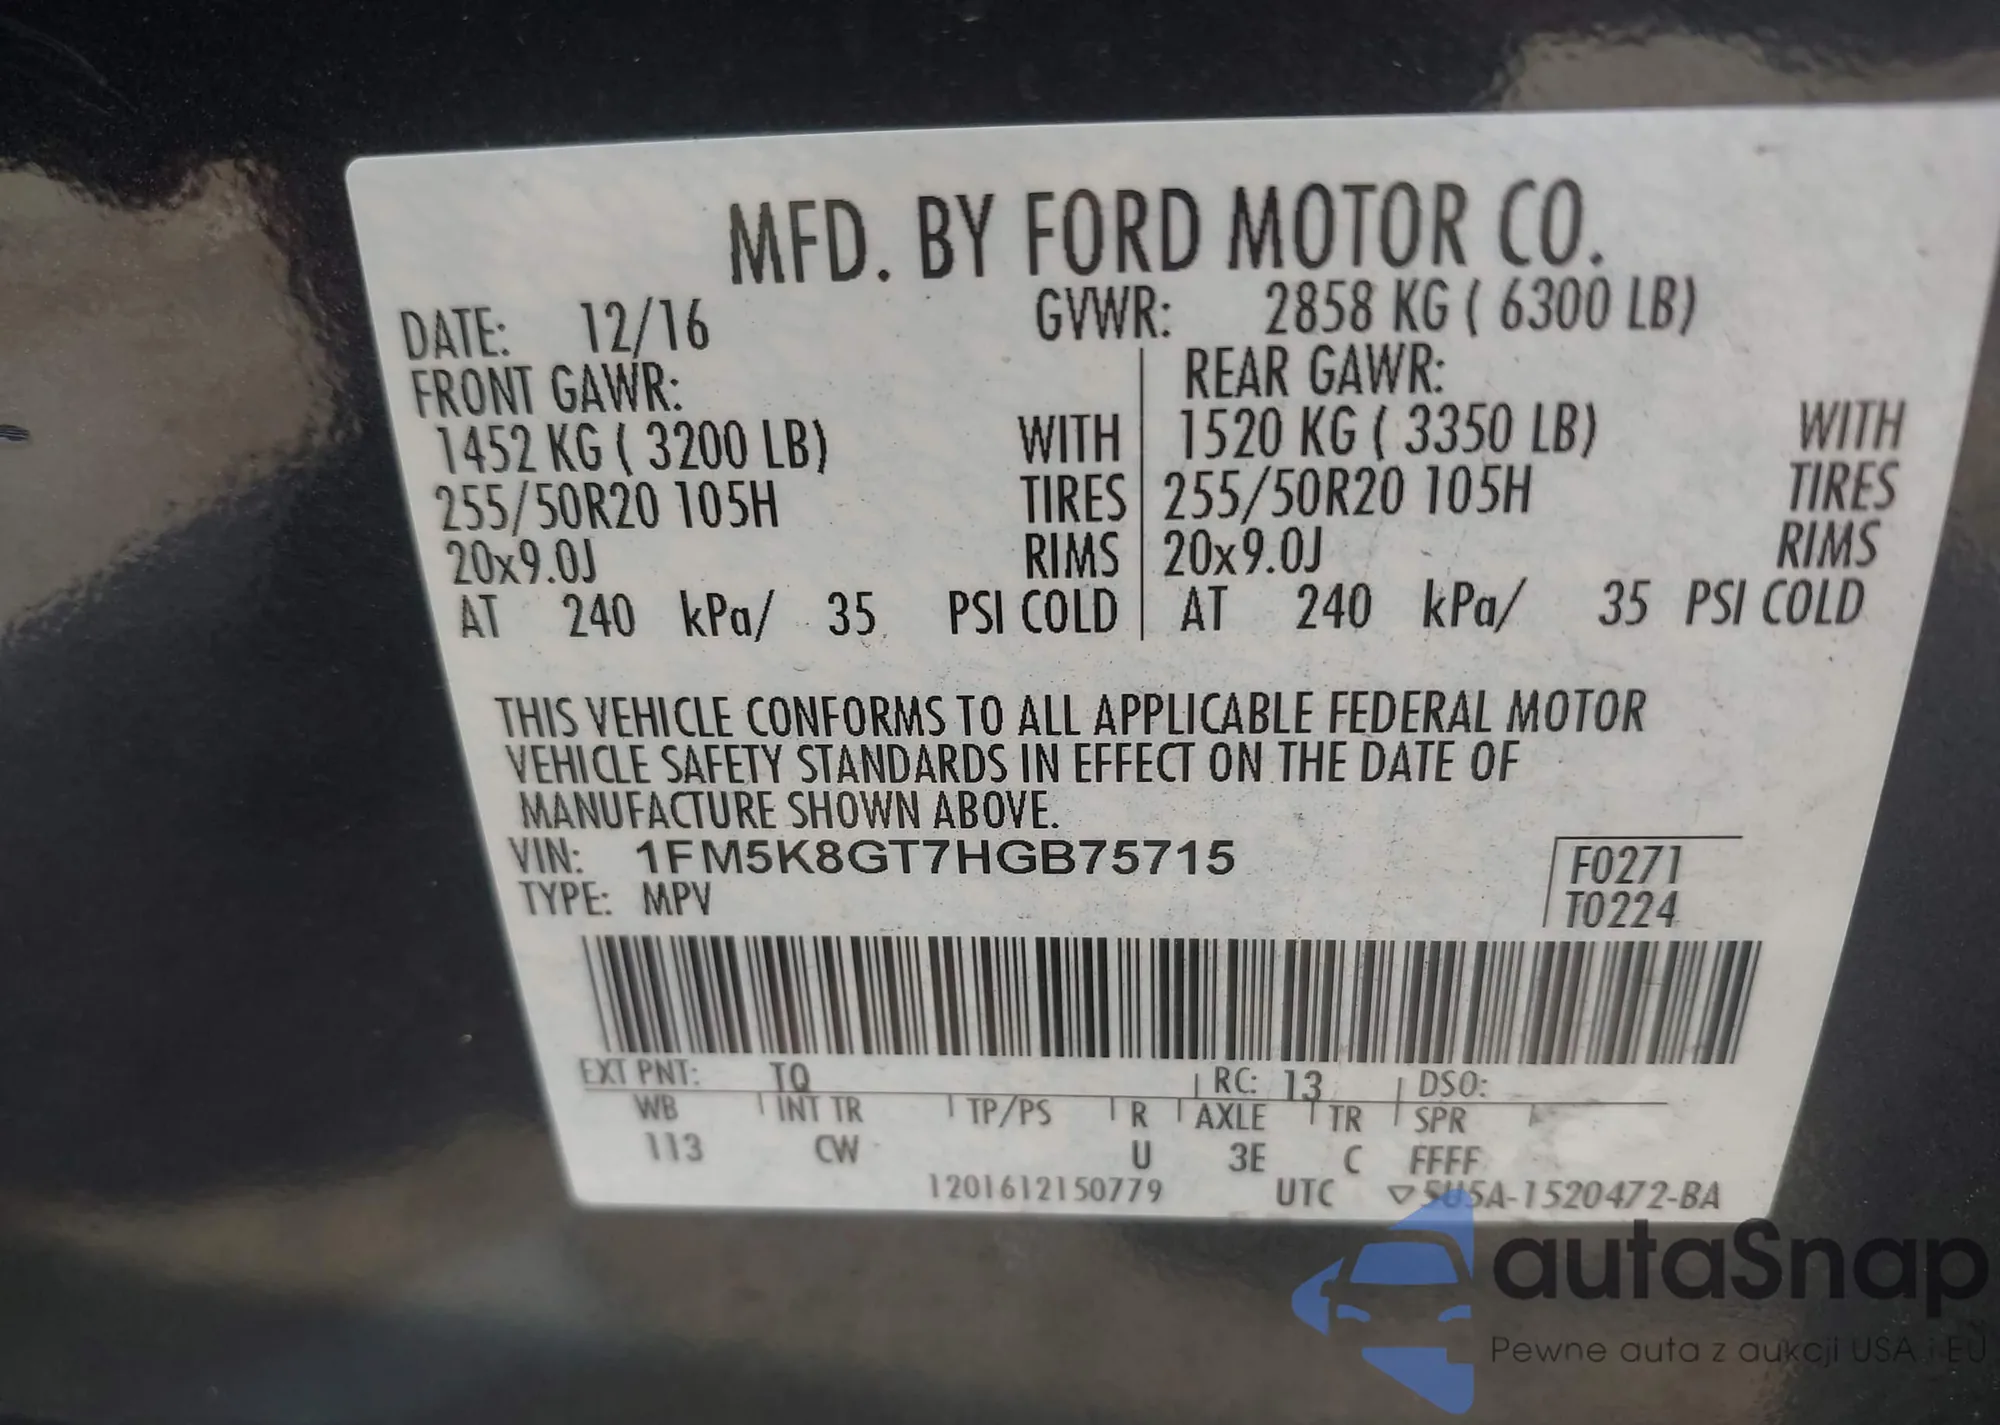 MFD. BY FORD MOTOR CO.
DATE: 12/16 GVWR: 2858 KG ( 6300 LB)
FRONT GAWR: REAR GAWR:
1452 KG ( 3200 LB) WITH 1520 KG ( 3350 LB) WITH
255/50R20 105H TIRES 255/50R20 105H TIRES
20x9.0J RIMS 20x9.0J RIMS
AT 240 kPa/ 35 PSI COLD AT 240 kPa/ 35 PSI COLD
THIS VEHICLE CONFORMS TO ALL APPLICABLE FEDERAL MOTOR
VEHICLE SAFETY STANDARDS IN EFFECT ON THE DATE OF
MANUFACTURE SHOWN ABOVE.
VIN: 1FM5K8GT7HGB75715 F0271
TYPE: MPV T0224
EXT PNT: TQ RC: 13 DSO:
WB INT TR TP/PS R AXLE TR SPR
113 CW U 3E C FFFF
1201612150779 UTC ▽5U5A-1520472-BA
autaSnap
Pewne auta z aukcji USA i EU